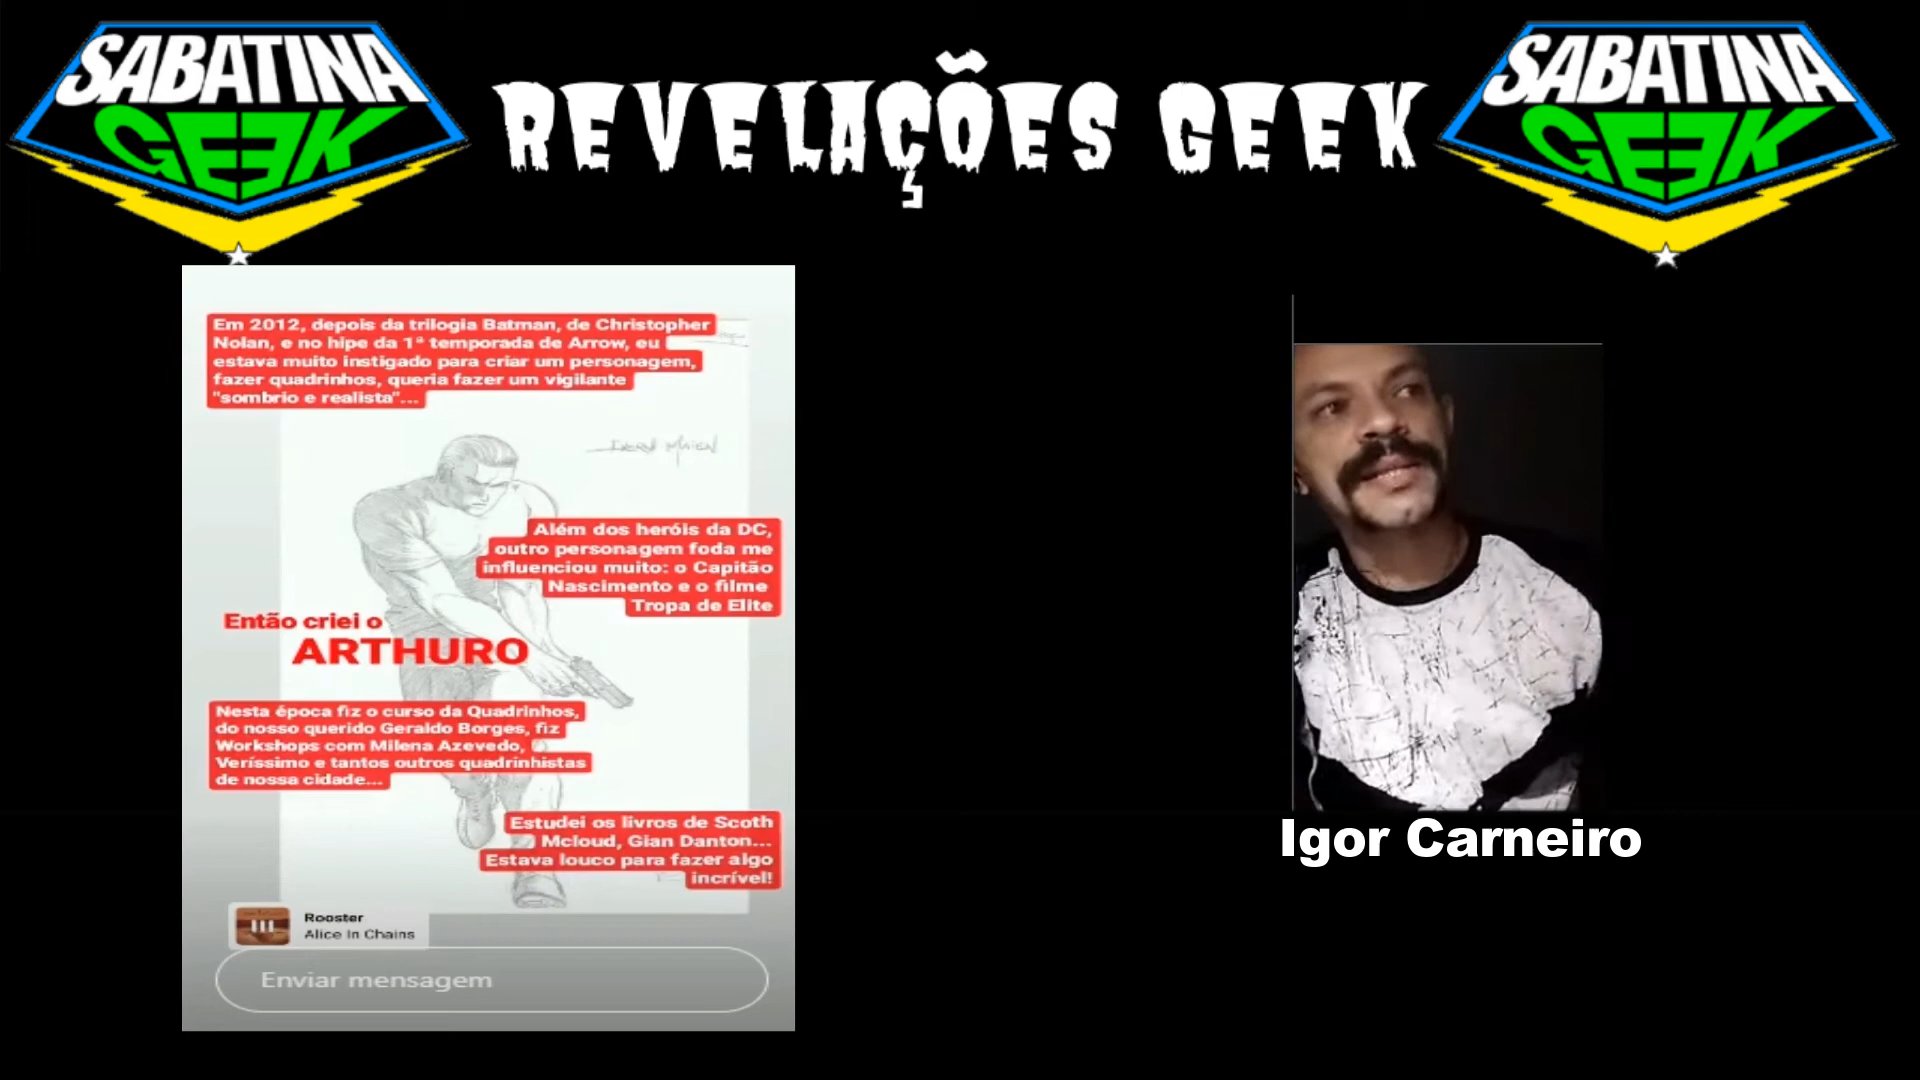 SABATINA
GEEK
REVELAÇÕES GEEK
SABATINA
GEEK
Em 2012, depois da trilogia Batman, de Christopher
Nolan, e no hipe da 1ª temporada de Arrow, eu
estava muito instigado para criar um personagem,
fazer quadrinhos, queria fazer um vigilante
"sombrio e realista"...
Além dos heróis da DC,
outro personagem foda me
influenciou muito: o Capitão
Nascimento e o filme
Tropa de Elite
Então criei o
ARTHURO
Nesta época fiz o curso da Quadrinhos,
do nosso querido Geraldo Borges, fiz
Workshops com Milena Azevedo,
Veríssimo e tantos outros quadrinhistas
de nossa cidade...
Estudei os livros de Scoth
Mcloud, Gian Danton...
Estava louco para fazer algo
incrível!
Rooster
Alice In Chains
Enviar mensagem
Igor Carneiro